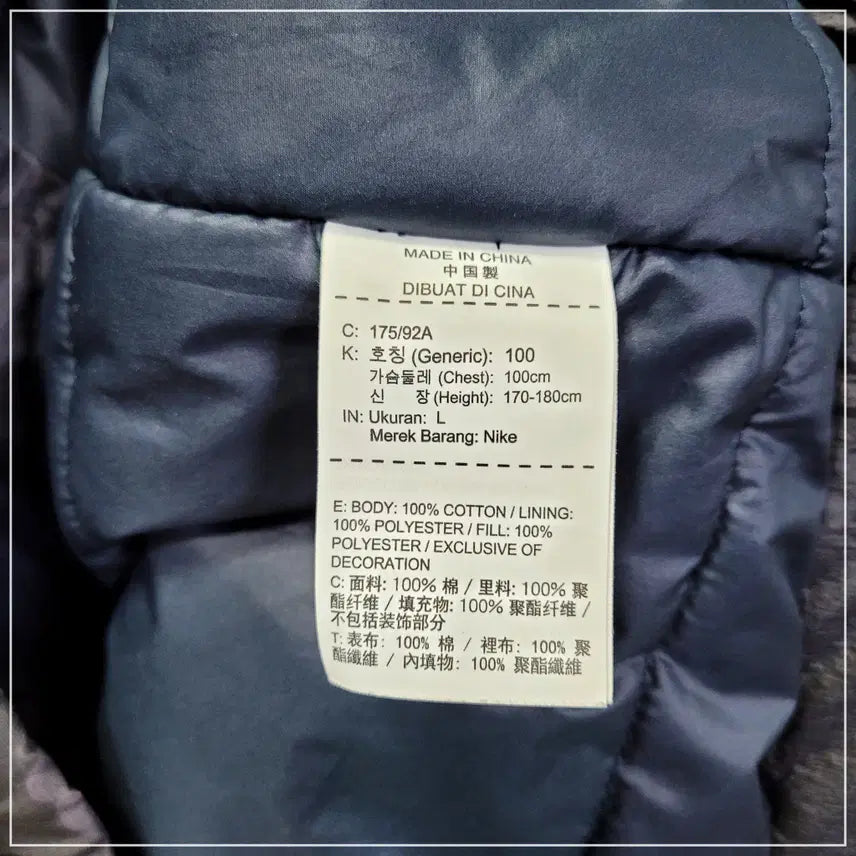 MADE IN CHINA
中国製
DIBUAT DI CINA
C: 175/92A
K: 호칭 (Generic): 100
가슴둘레 (Chest): 100cm
신 장 (Height): 170-180cm
IN: Ukuran: L
Merek Barang: Nike
E: BODY: 100% COTTON / LINING:
100% POLYESTER / FILL: 100%
POLYESTER / EXCLUSIVE OF
DECORATION
C: 面料: 100% 棉 / 里料: 100% 聚
酯纤维 / 填充物: 100% 聚酯纤维 /
不包括装饰部分
T: 表布: 100% 棉 / 裡布: 100% 聚
酯纖維 / 內填物: 100% 聚酯纖維